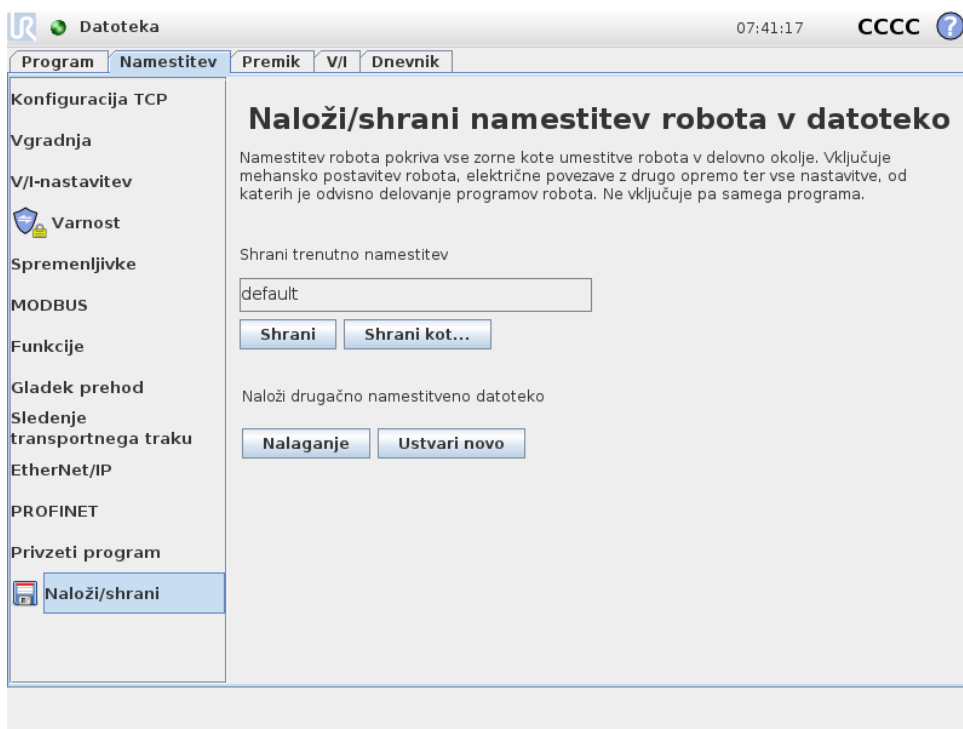 UR Datoteka 07:41:17 CCCC ?
Program Namestitev Premik V/I Dnevnik
Konfiguracija TCP
Vgradnja
V/I-nastavitev
Varnost
Spremenljivke
MODBUS
Funkcije
Gladek prehod
Sledenje
transportnega traku
EtherNet/IP
PROFINET
Privzeti program
Naloži/shrani
Naloži/shrani namestitev robota v datoteko
Namestitev robota pokriva vse zorne kote umestitve robota v delovno okolje. Vključuje
mehansko postavitev robota, električne povezave z drugo opremo ter vse nastavitve, od
katerih je odvisno delovanje programov robota. Ne vključuje pa samega programa.
Shrani trenutno namestitev
default
Shrani Shrani kot...
Naloži drugačno namestitveno datoteko
Nalaganje Ustvari novo